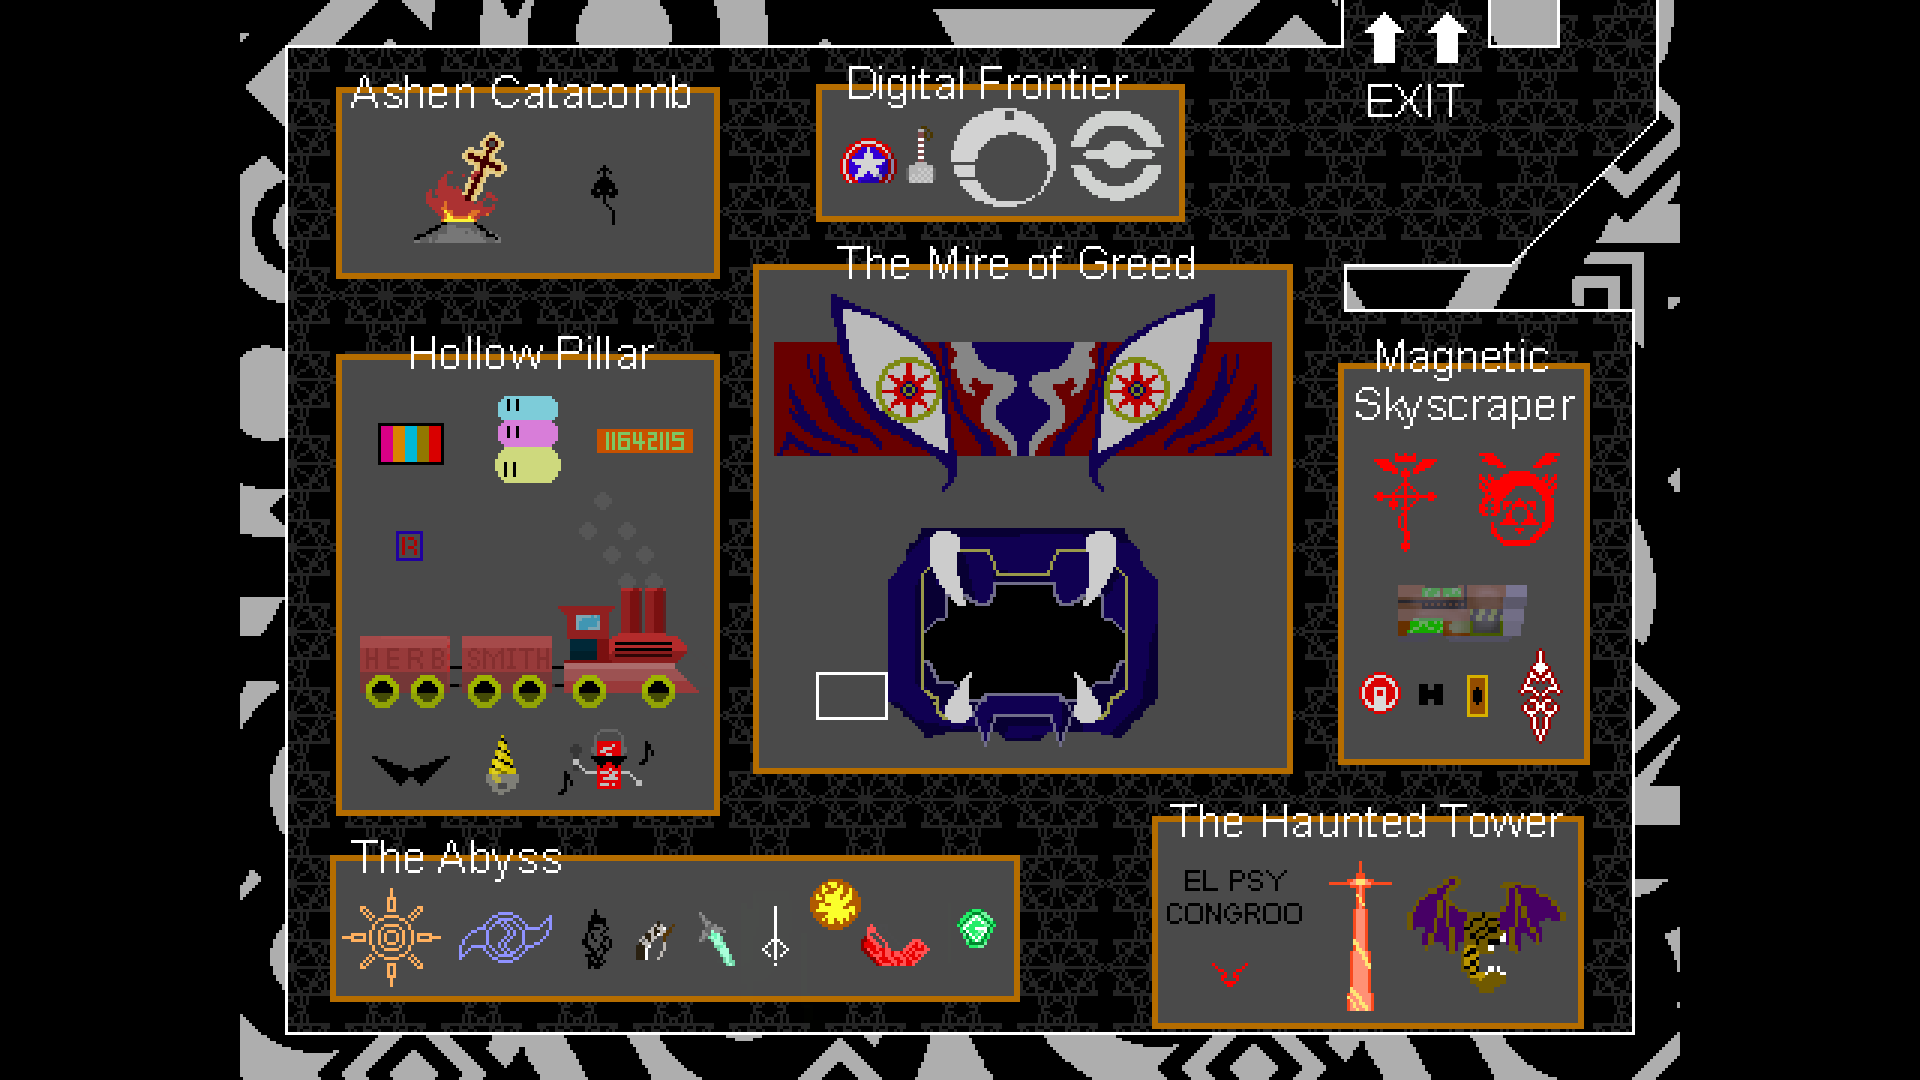 Ashen Catacomb
Digital Frontier
EXIT
The Mire of Greed
Hollow Pillar
11642115
R
HERB SMITH
Magnetic
Skyscraper
H
The Abyss
The Haunted Tower
EL PSY
CONGROO